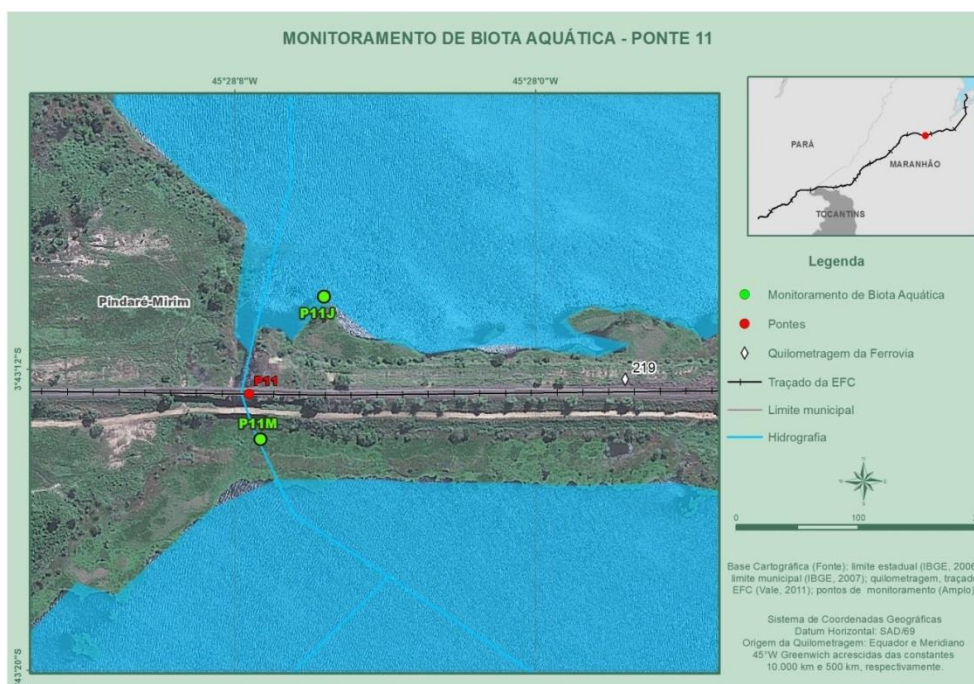 MONITORAMENTO DE BIOTA AQUÁTICA - PONTE 11
45°28'8"W
45°28'0"W
3°43'12"S
43'20"S
Pindaré-Mirim
P11J
P11
P11M
219
PARÁ
MARANHÃO
TOCANTINS
Legenda
Monitoramento de Biota Aquática
Pontes
Quilometragem da Ferrovia
Traçado da EFC
Limite municipal
Hidrografia
0
100
Base Cartográfica (Fonte): limite estadual (IBGE, 2006
limite municipal (IBGE, 2007); quilometragem, traçado
EFC (Vale, 2011); pontos de monitoramento (Amplo)
Sistema de Coordenadas Geográficas
Datum Horizontal: SAD/69
Origem da Quilometragem: Equador e Meridiano
45°W Greenwich acrescidas das constantes
10.000 km e 500 km, respectivamente.